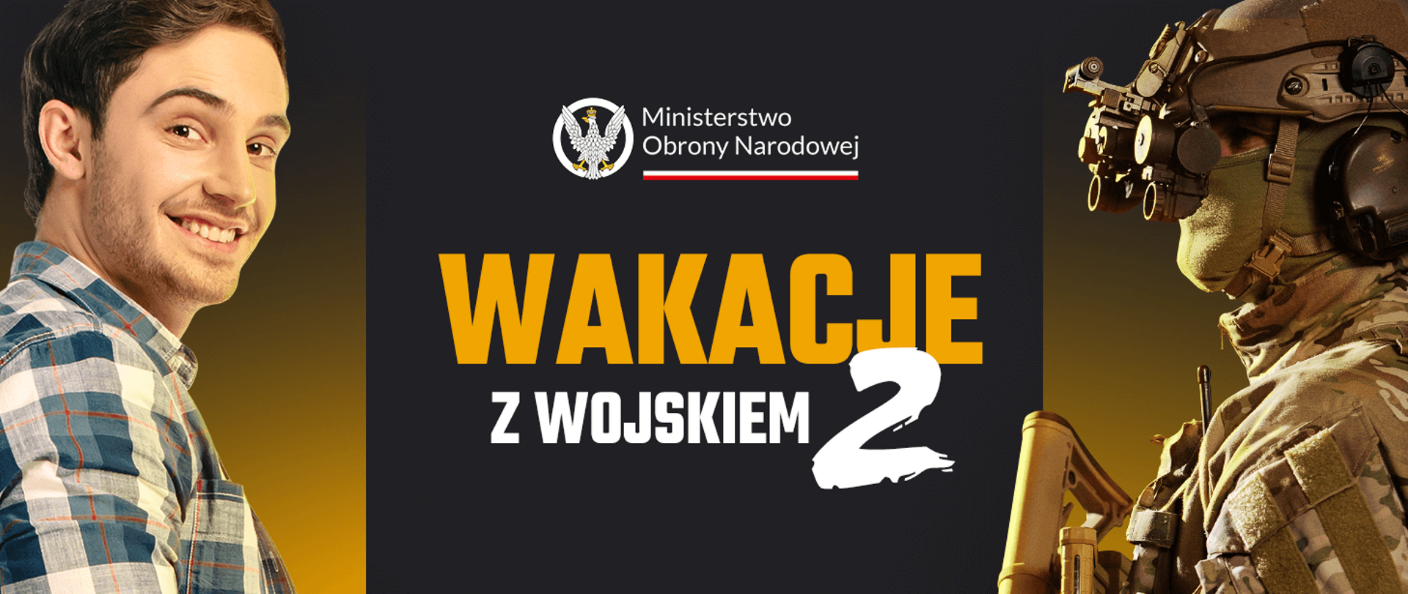 Ministerstwo
Obrony Narodowej
WAKACJE
Z WOJSKIEM 2